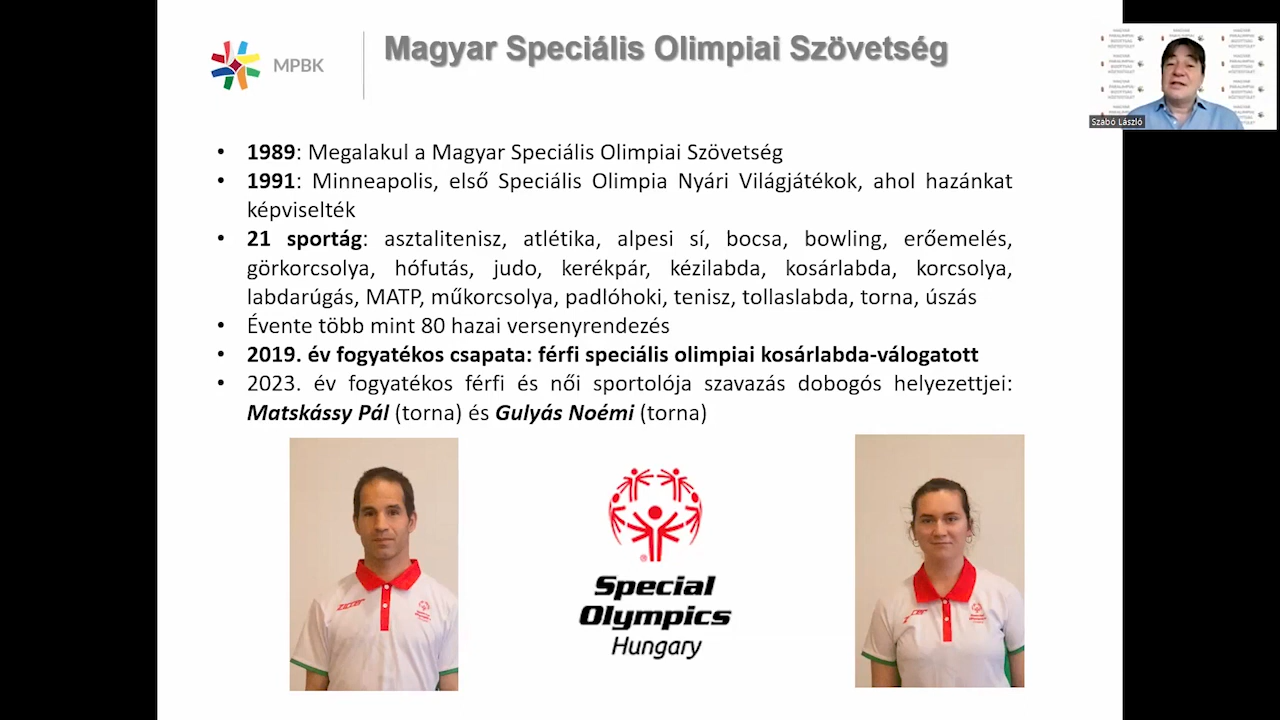 MPBK
Magyar Speciális Olimpiai Szövetség
Szabó László
• 1989: Megalakul a Magyar Speciális Olimpiai Szövetség
• 1991: Minneapolis, első Speciális Olimpia Nyári Világjátékok, ahol hazánkat
képviselték
• 21 sportág: asztalitenisz, atlétika, alpesi sí, bocsa, bowling, erőemelés,
görkorcsolya, hófutás, judo, kerékpár, kézilabda, kosárlabda, korcsolya,
labdarúgás, MATP, műkorcsolya, padlóhoki, tenisz, tollaslabda, torna, úszás
• Évente több mint 80 hazai versenyrendezés
• 2019. év fogyatékos csapata: férfi speciális olimpiai kosárlabda-válogatott
• 2023. év fogyatékos férfi és női sportolója szavazás dobogós helyezettjei:
Matskássy Pál (torna) és Gulyás Noémi (torna)
Special
Olympics
Hungary